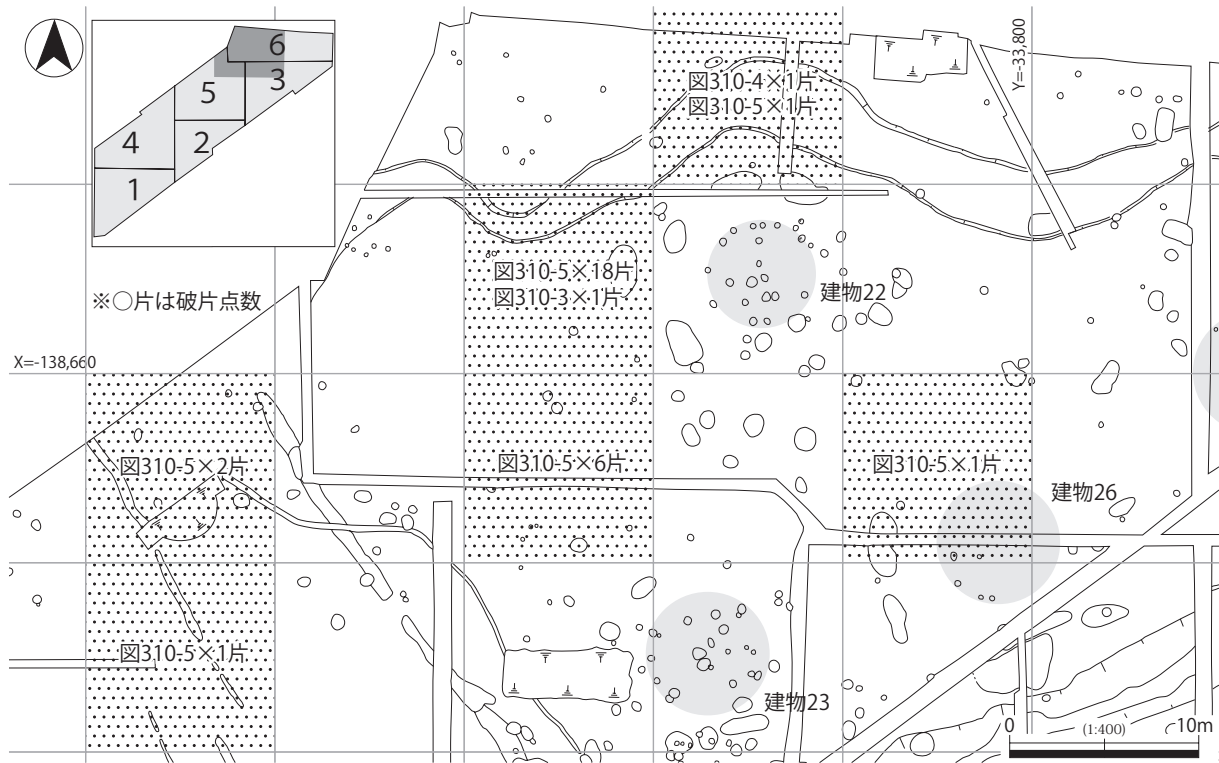 6
3
5
2
4
1
Y=-33,800
図310-4×1片
図310-5×1片
図310-5×18片
図310-3×1片
建物22
※○片は破片点数
X=-138,660
図310-5×2片
図310-5×6片
図310-5×1片
建物26
図310-5×1片
建物23
0
(1:400)
10m